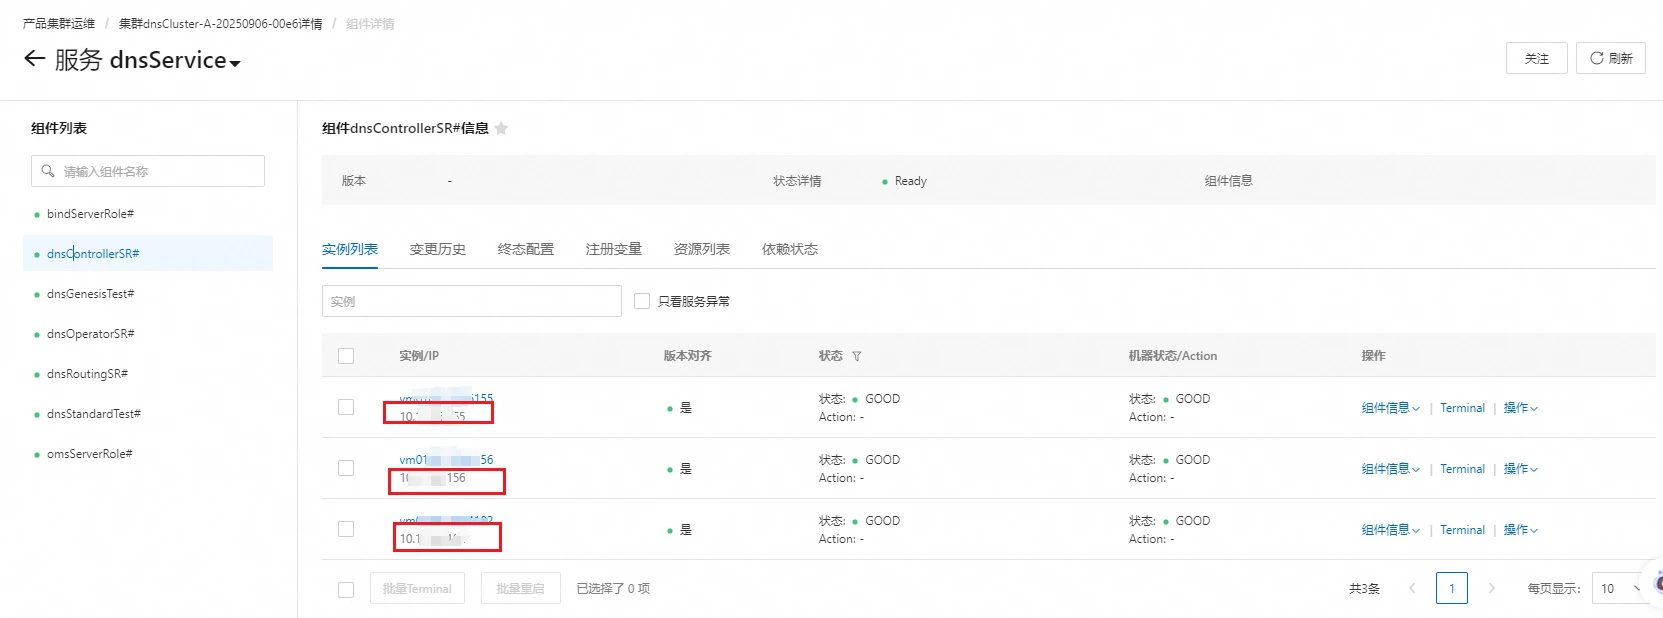 产品集群运维 / 集群dnsCluster-A-20250906-00e6详情 / 组件详情
服务 dnsService
关注
刷新
组件列表
请输入组件名称
bindServerRole#
dnsControllerSR#
dnsGenesisTest#
dnsOperatorSR#
dnsRoutingSR#
dnsStandardTest#
omsServerRole#
组件dnsControllerSR#信息
版本 - 状态详情 Ready 组件信息
实例列表 变更历史 终态配置 注册变量 资源列表 依赖状态
实例 只看服务异常
实例/IP 版本对齐 状态 机器状态/Action 操作
是 状态: GOOD 状态: GOOD 组件信息 | Terminal | 操作
Action: - Action: -
是 状态: GOOD 状态: GOOD 组件信息 | Terminal | 操作
156 Action: - Action: -
是 状态: GOOD 状态: GOOD 组件信息 | Terminal | 操作
Action: - Action: -
批量Terminal 批量重启 已选择了 0 项 共3条 1 每页显示: 10